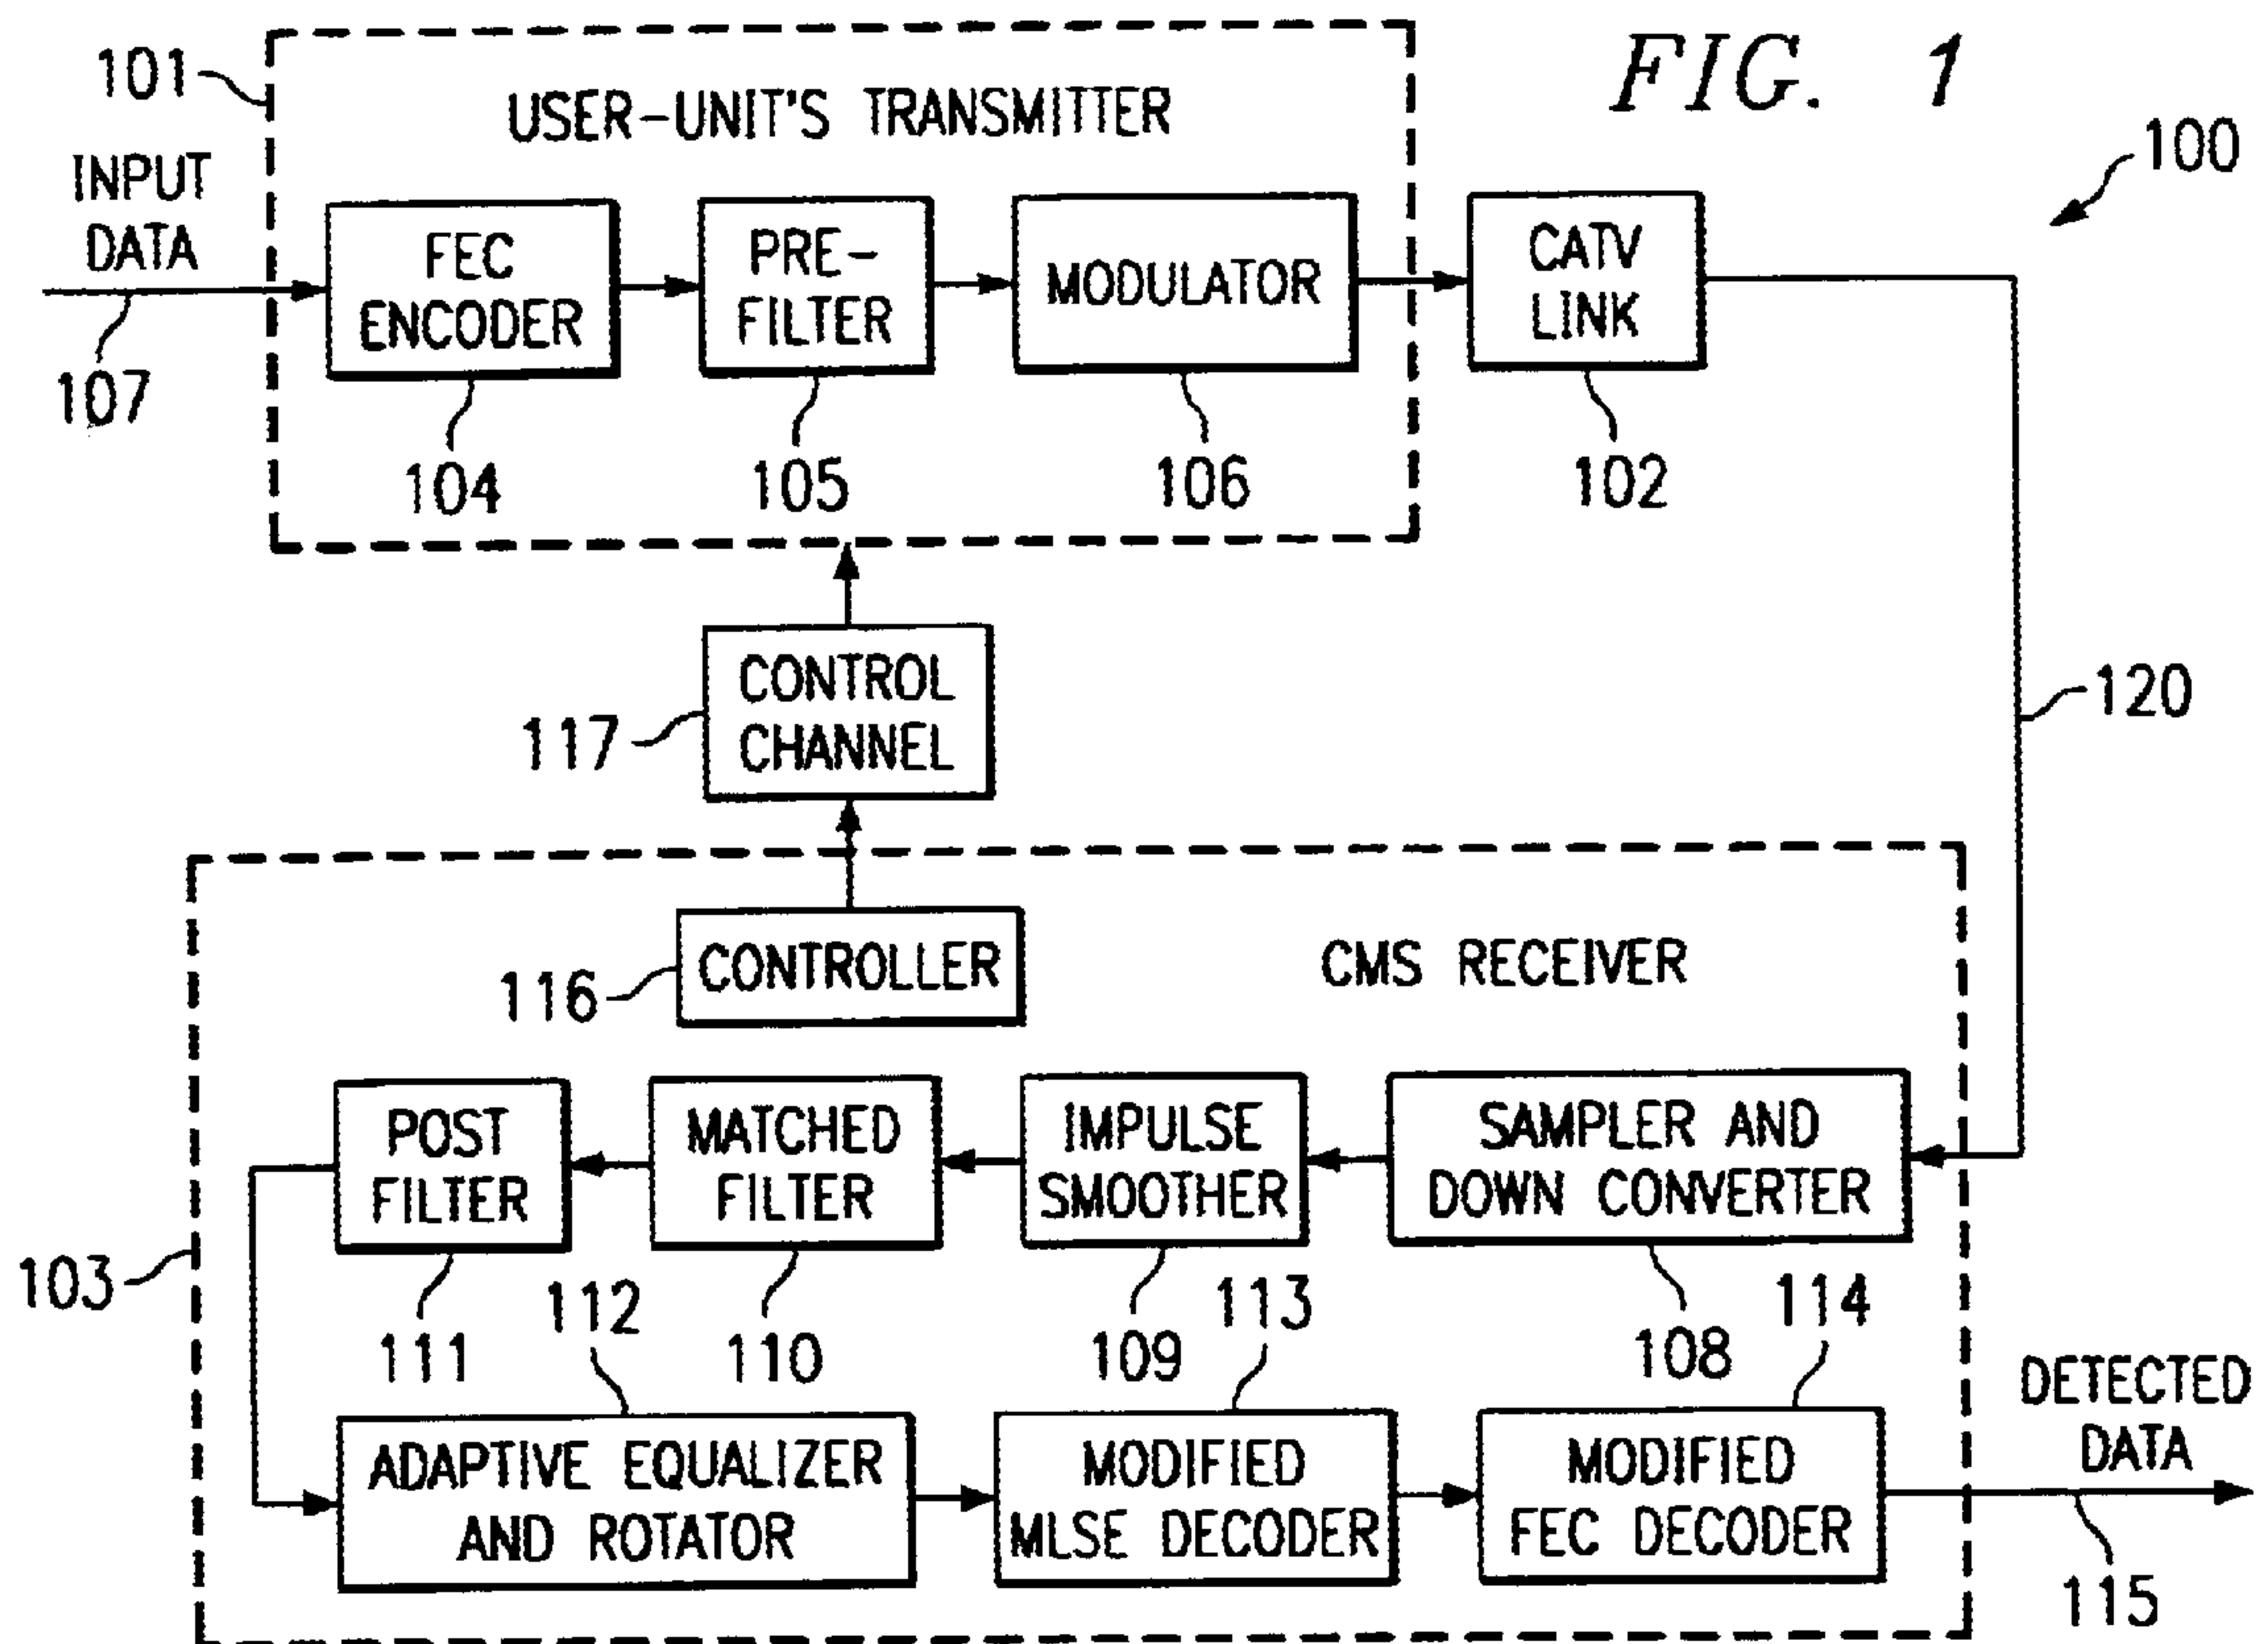 FIG. 1
100
101
USER-UNIT'S TRANSMITTER
INPUT
DATA
107
FEC
ENCODER
104
PRE-
FILTER
105
MODULATOR
106
CATV
LINK
102
CONTROL
CHANNEL
117
120
CONTROLLER
116
CMS RECEIVER
103
POST
FILTER
111
MATCHED
FILTER
110
IMPULSE
SMOOTHER
109
SAMPLER AND
DOWN CONVERTER
108
112
ADAPTIVE EQUALIZER
AND ROTATOR
113
MODIFIED
MLSE DECODER
114
MODIFIED
FEC DECODER
DETECTED
DATA
115